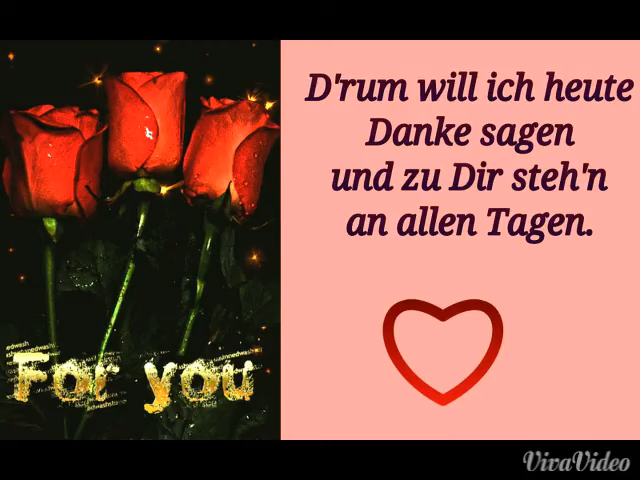 D'rum will ich heute
Danke sagen
und zu Dir steh'n
an allen Tagen.
For you
VivaVideo